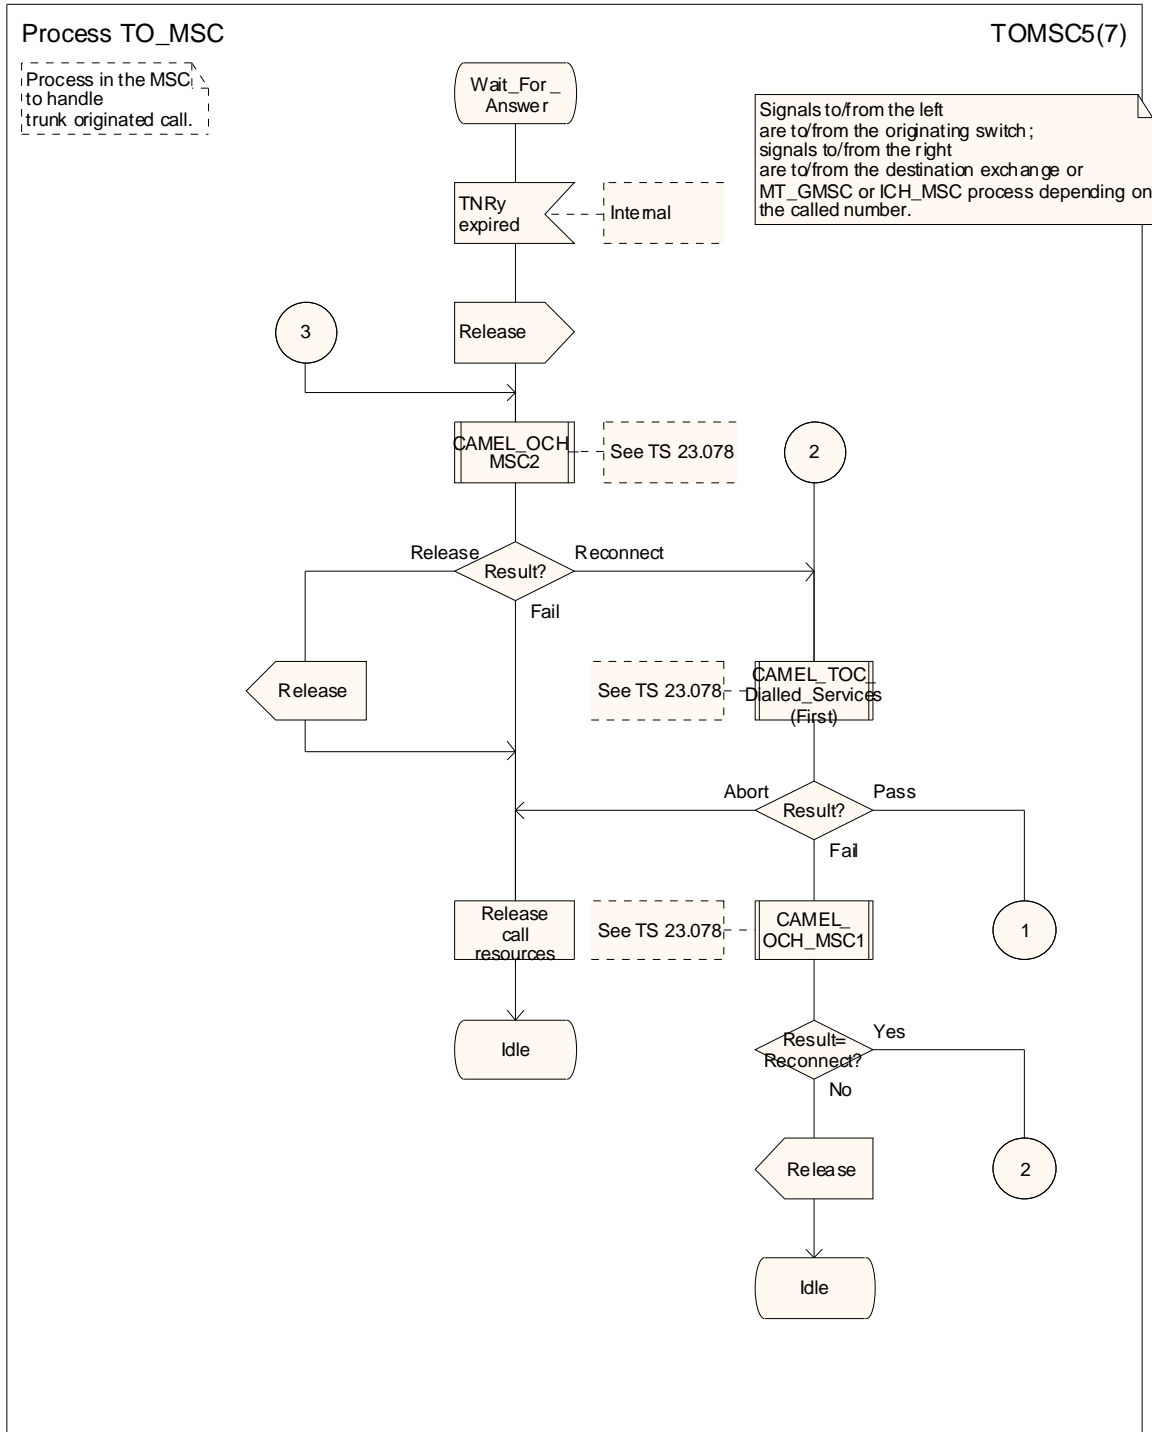 Process TO_MSC
TOMSC5(7)
Process in the MSC
to handle
trunk originated call.
Wait_For_
Answer
Signals to/from the left
are to/from the originating switch;
signals to/from the right
are to/from the destination exchange or
MT_GMSC or ICH_MSC process depending on
the called number.
TNRy
expired
Internal
Release
3
CAMEL_OCH_
MSC2
See TS 23.078
2
Release
Result?
Reconnect
Fail
Release
See TS 23.078
CAMEL_TOC_
Dialled_Services
(First)
Abort
Result?
Pass
Fail
Release
call
resources
See TS 23.078
CAMEL_
OCH_MSC1
1
Idle
Result=
Reconnect?
Yes
No
Release
2
Idle